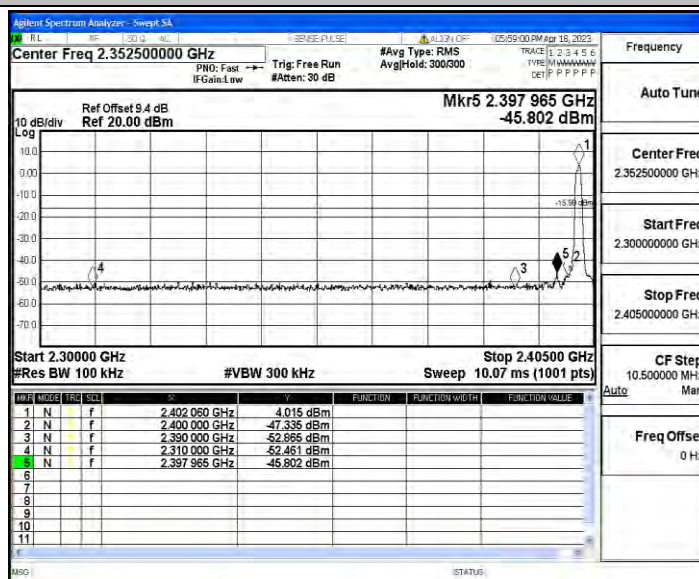 Agilent Spectrum Analyzer - Swept SA
RL RF 50 Ω AC SENSE:PULSE ALIGN OFF 05:59:00 PM Apr 18, 2023
Center Freq 2.352500000 GHz
PNO: Fast
IFGain:Low
Trig: Free Run
#Atten: 30 dB
#Avg Type: RMS
Avg|Hold: 300/300
TRACE 1 2 3 4 5 6
TYPE M WWWWW
DET P P P P P P
Ref Offset 9.4 dB
10 dB/div Ref 20.00 dBm
Log
Mkr5 2.397 965 GHz
-45.802 dBm
10.0
0.00
-10.0
-20.0
-30.0
-40.0
-50.0
-60.0
-70.0
1
4
3
5
2
Start 2.30000 GHz Stop 2.40500 GHz
#Res BW 100 kHz #VBW 300 kHz Sweep 10.07 ms (1001 pts)
MKR MODE TRC SCL X Y FUNCTION FUNCTION WIDTH FUNCTION VALUE
1 N f 2.402 060 GHz 4.015 dBm
2 N f 2.400 000 GHz -47.335 dBm
3 N f 2.390 000 GHz -52.865 dBm
4 N f 2.310 000 GHz -52.461 dBm
5 N f 2.397 965 GHz -45.802 dBm
6
7
8
9
10
11
MSG STATUS
Frequency
Auto Tune
Center Freq
2.352500000 GHz
Start Freq
2.300000000 GHz
Stop Freq
2.405000000 GHz
CF Step
10.500000 MHz
Auto Man
Freq Offset
0 Hz